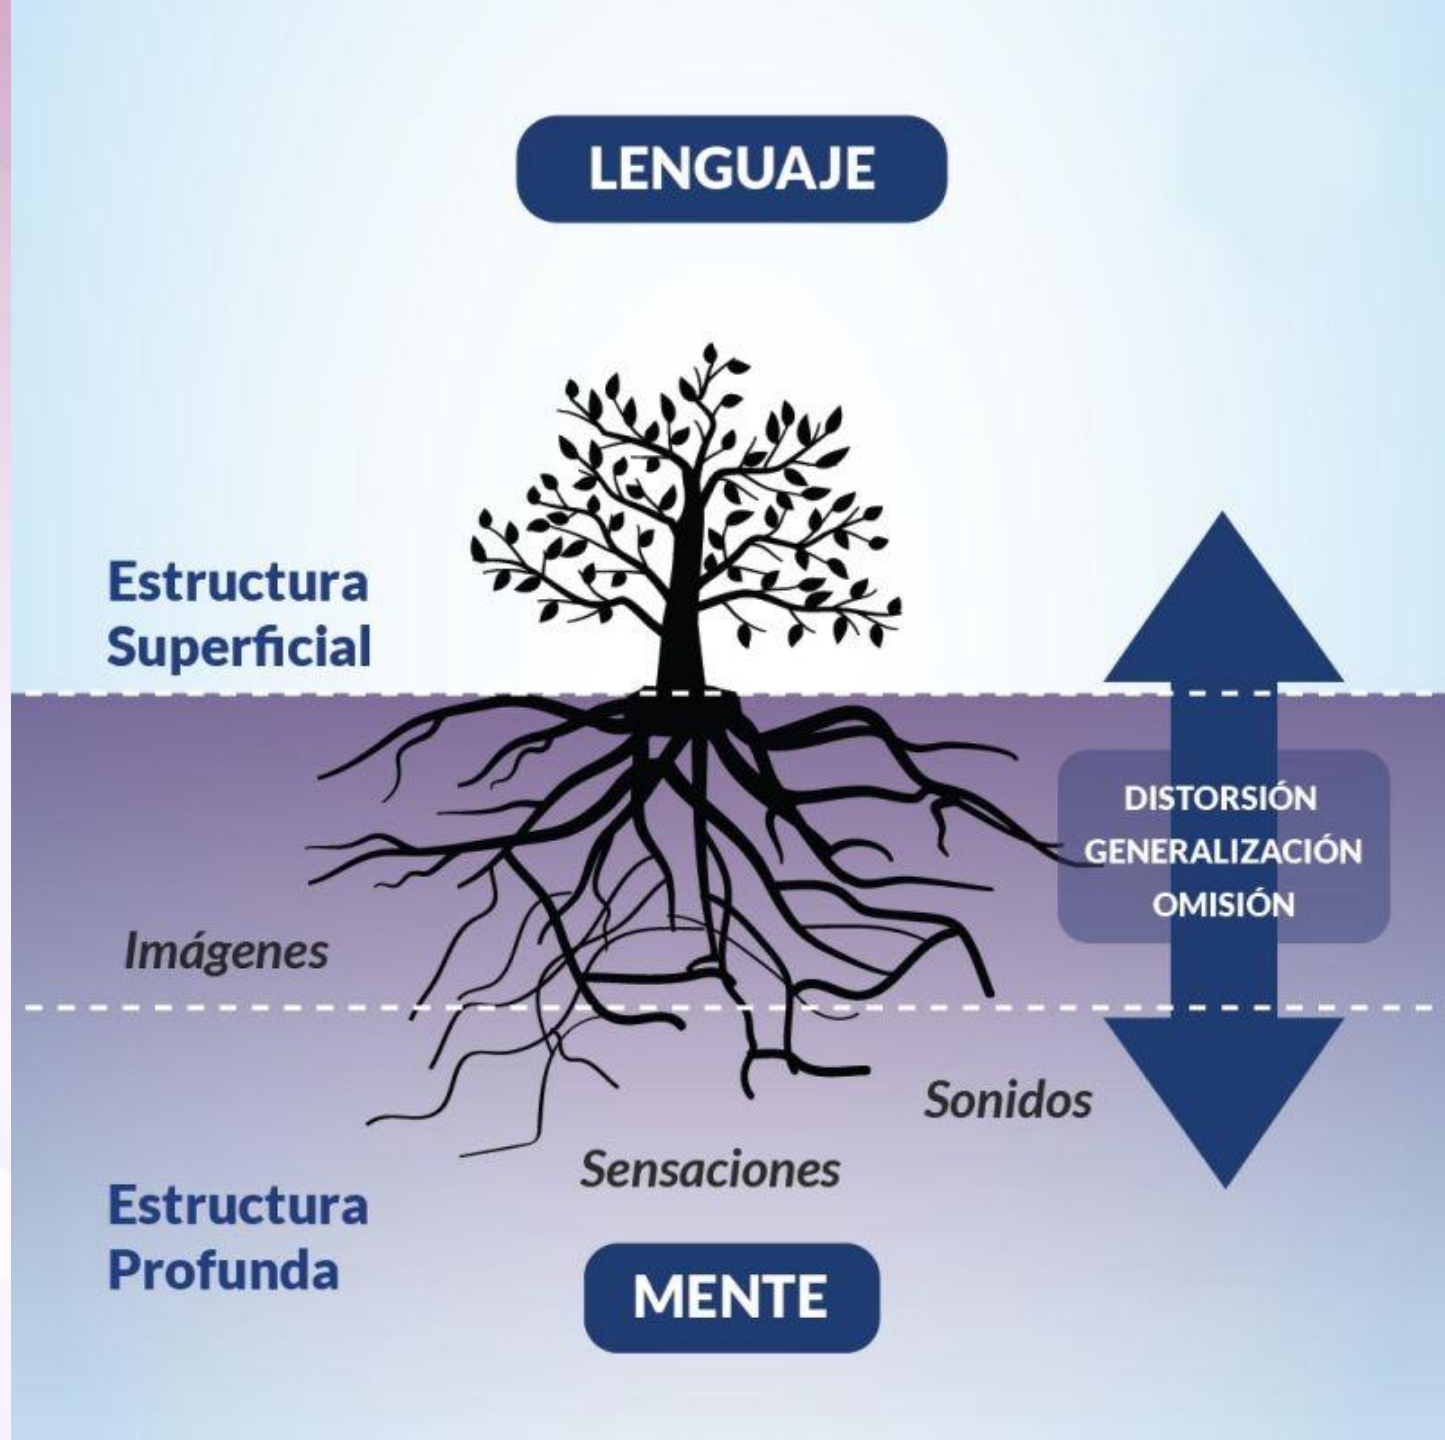 LENGUAJE
Estructura
Superficial
DISTORSIÓN
GENERALIZACIÓN
OMISIÓN
Imágenes
Sonidos
Sensaciones
Estructura
Profunda
MENTE